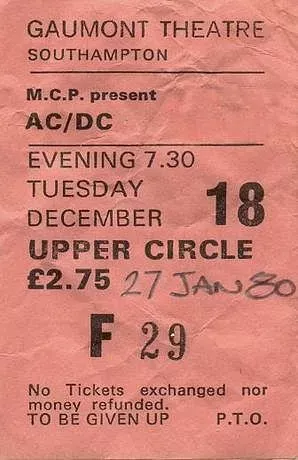 GAUMONT THEATRE
SOUTHAMPTON
M.C.P. present
AC/DC
EVENING 7.30
TUESDAY
DECEMBER 18
UPPER CIRCLE
£2.75 27 JAN 80
F 29
No Tickets exchanged nor
money refunded.
TO BE GIVEN UP P.T.O.